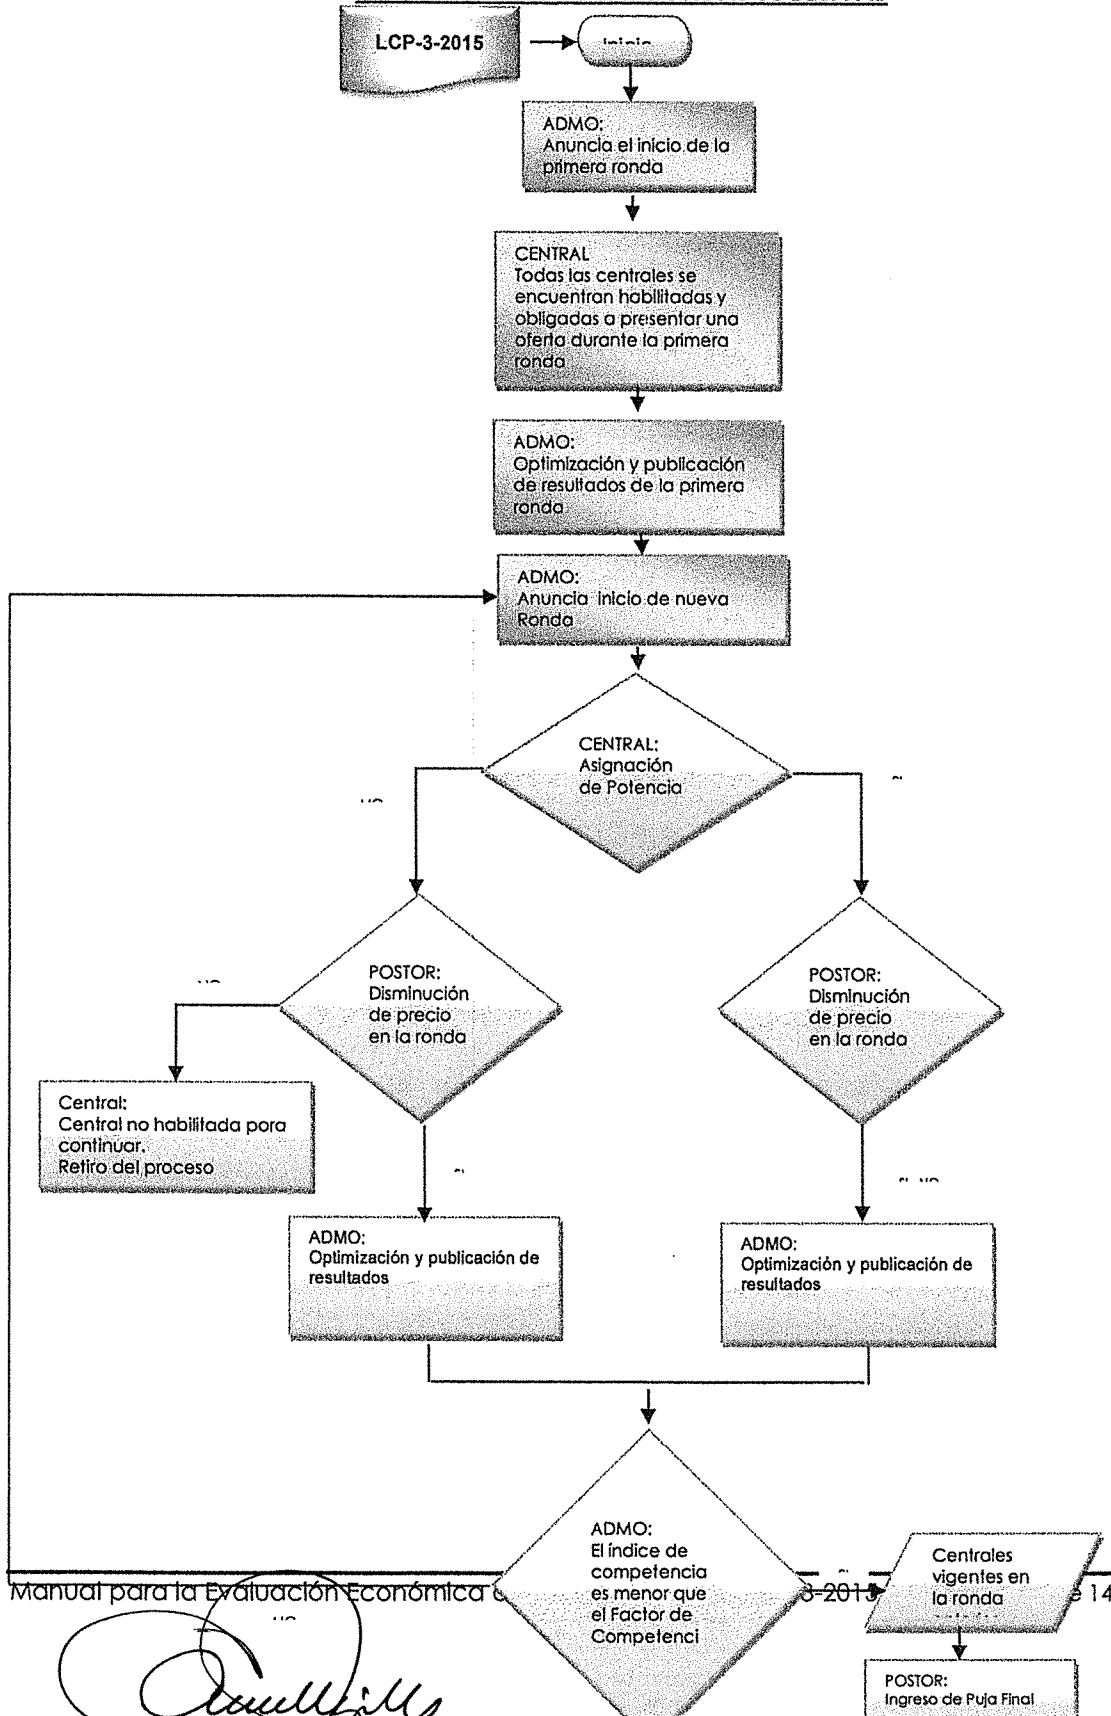 LCP-3-2015
Inicio
ADMO:
Anuncia el inicio de la
primera ronda
CENTRAL
Todas las centrales se
encuentran habilitadas y
obligadas a presentar una
oferta durante la primera
ronda
ADMO:
Optimización y publicación
de resultados de la primera
ronda
ADMO:
Anuncia inicio de nueva
Ronda
CENTRAL:
Asignación
de Potencia
POSTOR:
Disminución
de precio
en la ronda
POSTOR:
Disminución
de precio
en la ronda
Central:
Central no habilitada para
continuar.
Retiro del proceso
ADMO:
Optimización y publicación de
resultados
ADMO:
Optimización y publicación de
resultados
ADMO:
El índice de
competencia
es menor que
el Factor de
Competenci
Centrales
vigentes en
la ronda
Manual para la Evaluación Económica
14
POSTOR:
Ingreso de Puja Final